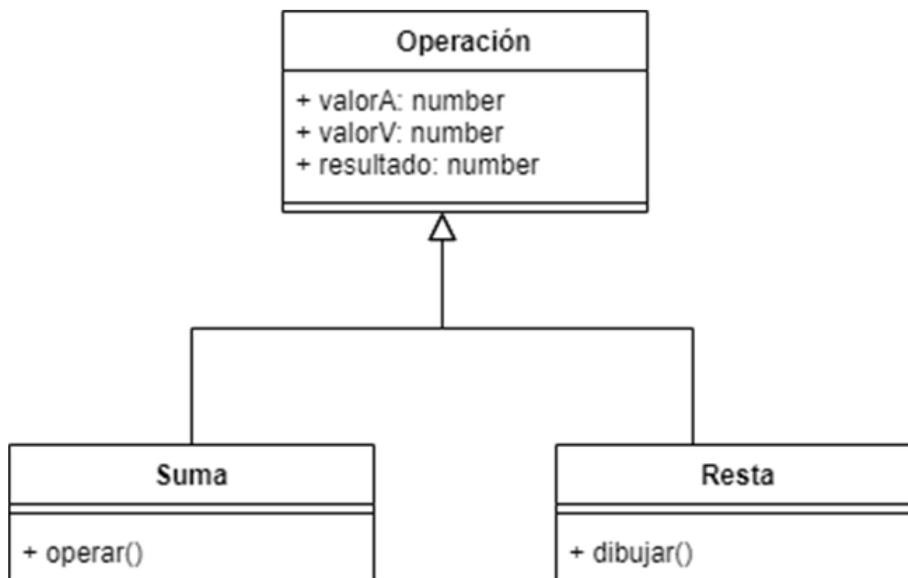 Operación
+ valorA: number
+ valorV: number
+ resultado: number
Suma
+ operar()
Resta
+ dibujar()